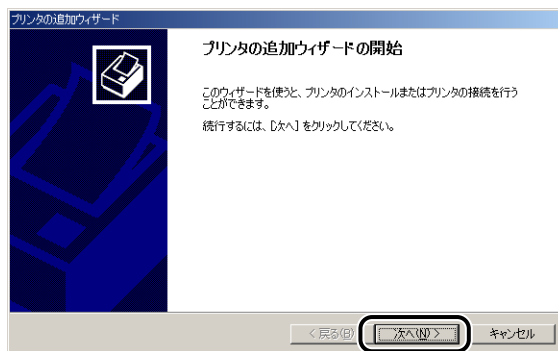 プリンタの追加ウィザード
プリンタの追加ウィザードの開始
このウィザードを使うと、プリンタのインストールまたはプリンタの接続を行う
ことができます。
続行するには、[次へ] をクリックしてください。
< 戻る(B)
次へ(N) >
キャンセル